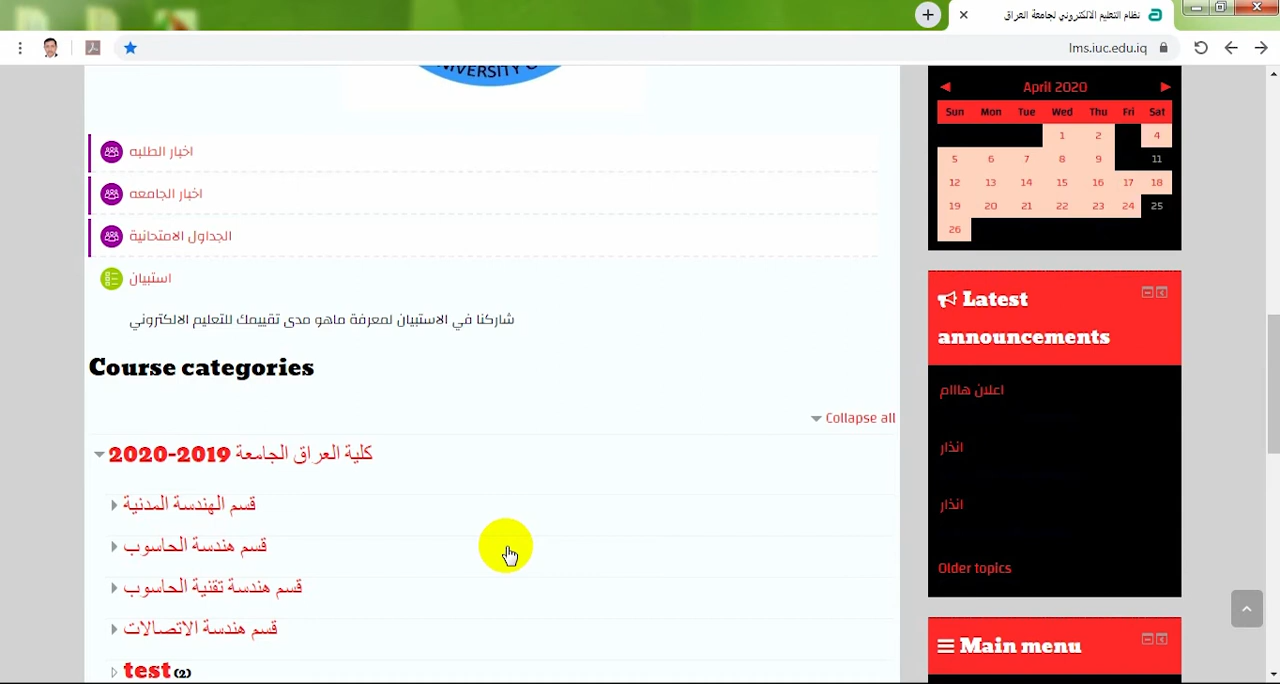 نظام التعليم الالكتروني لجامعة العراق
lms.iuc.edu.iq
NIVERSITY
اخبار الطلبه
اخبار الجامعه
الجداول الامتحانية
استبيان
شاركنا في الاستبيان لمعرفة ماهو مدى تقييمك للتعليم الالكتروني
Course categories
Collapse all
كلية العراق الجامعة 2019-2020
قسم الهندسة المدنية
قسم هندسة الحاسوب
قسم هندسة تقنية الحاسوب
قسم هندسة الاتصالات
test (2)
April 2020
Sun Mon Tue Wed Thu Fri Sat
1 2 4
5 6 7 8 9 11
12 13 14 15 16 17 18
19 20 21 22 23 24 25
26
Latest
announcements
اعلان هااام
انذار
انذار
Older topics
Main menu